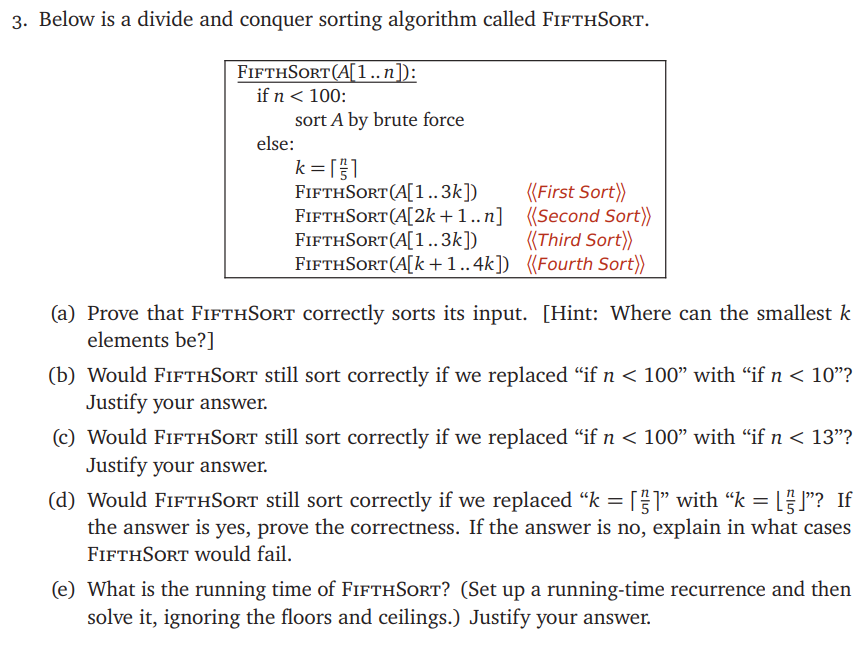 3. Below is a divide and conquer sorting algorithm called FIFTHSORT.
FIFTHSORT(A[1..n]):
if n < 100:
sort A by brute force
else:
k = ⌈n/5⌉
FIFTHSORT(A[1..3k]) ⟨⟨First Sort⟩⟩
FIFTHSORT(A[2k+1..n] ⟨⟨Second Sort⟩⟩
FIFTHSORT(A[1..3k]) ⟨⟨Third Sort⟩⟩
FIFTHSORT(A[k+1..4k]) ⟨⟨Fourth Sort⟩⟩
(a) Prove that FIFTHSORT correctly sorts its input. [Hint: Where can the smallest k
elements be?]
(b) Would FIFTHSORT still sort correctly if we replaced “if n < 100” with “if n < 10”?
Justify your answer.
(c) Would FIFTHSORT still sort correctly if we replaced “if n < 100” with “if n < 13”?
Justify your answer.
(d) Would FIFTHSORT still sort correctly if we replaced “k = ⌈n/5⌉” with “k = ⌊n/5⌋”? If
the answer is yes, prove the correctness. If the answer is no, explain in what cases
FIFTHSORT would fail.
(e) What is the running time of FIFTHSORT? (Set up a running-time recurrence and then
solve it, ignoring the floors and ceilings.) Justify your answer.